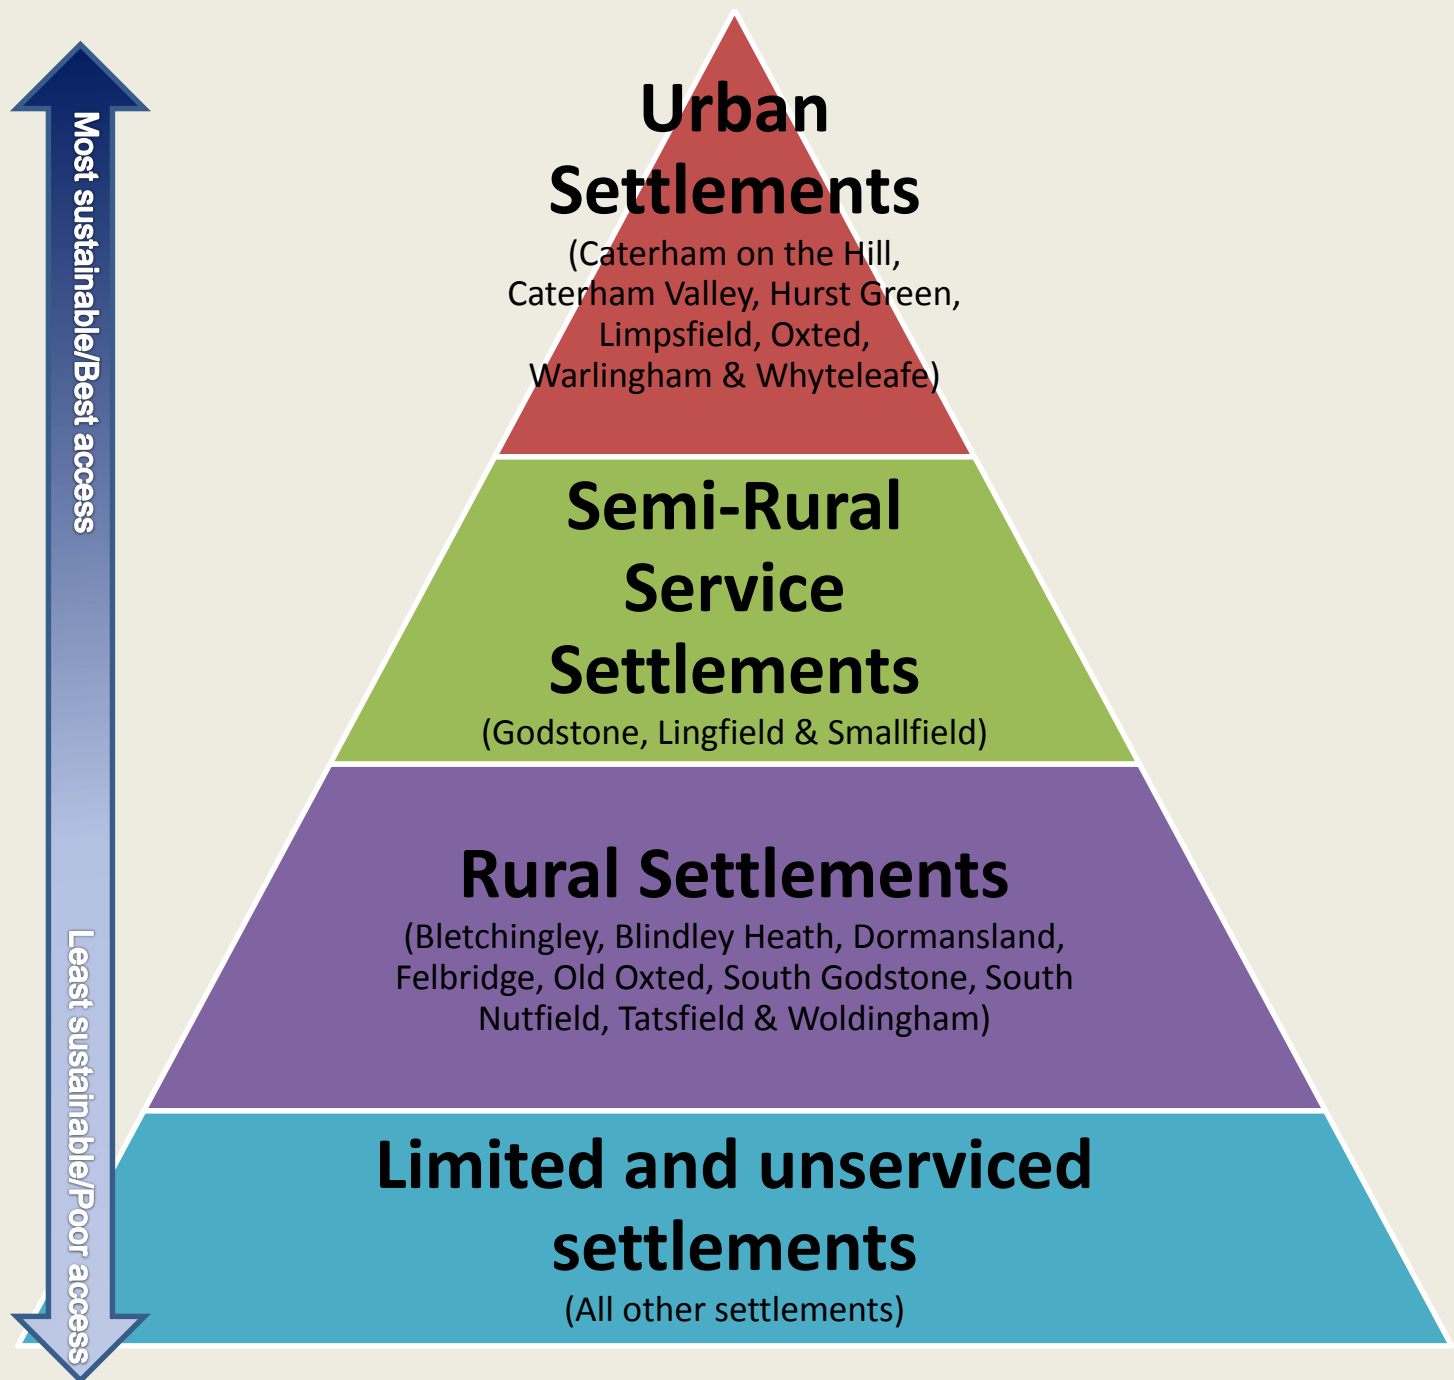 Most sustainable/Best access
Least sustainable/Poor access
Urban
Settlements
(Caterham on the Hill,
Caterham Valley, Hurst Green,
Limpsfield, Oxted,
Warlingham & Whyteleafe)
Semi-Rural
Service
Settlements
(Godstone, Lingfield & Smallfield)
Rural Settlements
(Bletchingley, Blindley Heath, Dormansland,
Felbridge, Old Oxted, South Godstone, South
Nutfield, Tatsfield & Woldingham)
Limited and unserviced
settlements
(All other settlements)